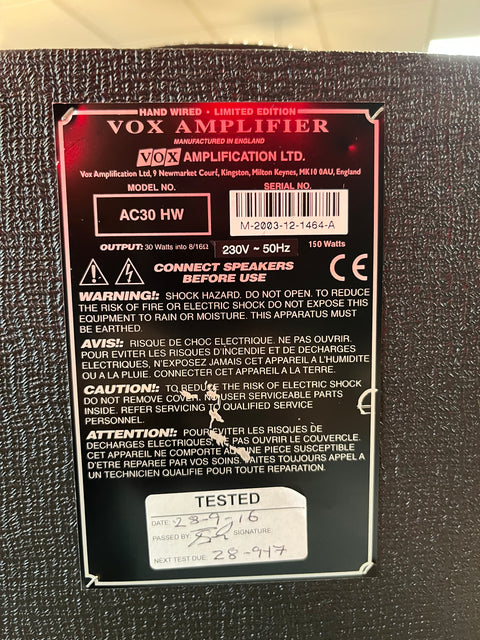 HAND WIRED • LIMITED EDITION
VOX AMPLIFIER
MANUFACTURED IN ENGLAND
VOX AMPLIFICATION LTD.
Vox Amplification Ltd, 9 Newmarket Court, Kingston, Milton Keynes, MK10 0AU, England
MODEL NO. SERIAL NO.
AC30 HW
M-2003-12-1464-A
OUTPUT: 30 Watts into 8/16Ω 230V ~ 50Hz 150 Watts
CONNECT SPEAKERS
BEFORE USE
CE
WARNING!: SHOCK HAZARD. DO NOT OPEN. TO REDUCE
THE RISK OF FIRE OR ELECTRIC SHOCK DO NOT EXPOSE THIS
EQUIPMENT TO RAIN OR MOISTURE. THIS APPARATUS MUST
BE EARTHED.
AVIS!: RISQUE DE CHOC ELECTRIQUE. NE PAS OUVRIR.
POUR EVITER LES RISQUES D'INCENDIE ET DE DECHARGES
ELECTRIQUES, N'EXPOSEZ JAMAIS CET APPAREIL A L'HUMIDITE
OU A LA PLUIE. CONNECTER CET APPAREIL A LA TERRE.
CAUTION!: TO REDUCE THE RISK OF ELECTRIC SHOCK
DO NOT REMOVE COVER. NO USER SERVICEABLE PARTS
INSIDE. REFER SERVICING TO QUALIFIED SERVICE
PERSONNEL.
ATTENTION!: POUR EVITER LES RISQUES DE
DECHARGES ELECTRIQUES, NE PAS OUVRIR LE COUVERCLE.
CET APPAREIL NE COMPORTE AUCUNE PIECE SUSCEPTIBLE
D'ETRE REPAREE PAR VOS SOINS. FAITES TOUJOURS APPEL A
UN TECHNICIEN QUALIFIE POUR TOUTE REPARATION.
TESTED
DATE: 28-9-16
PASSED BY SIGNATURE
NEXT TEST DUE: 28-9-17